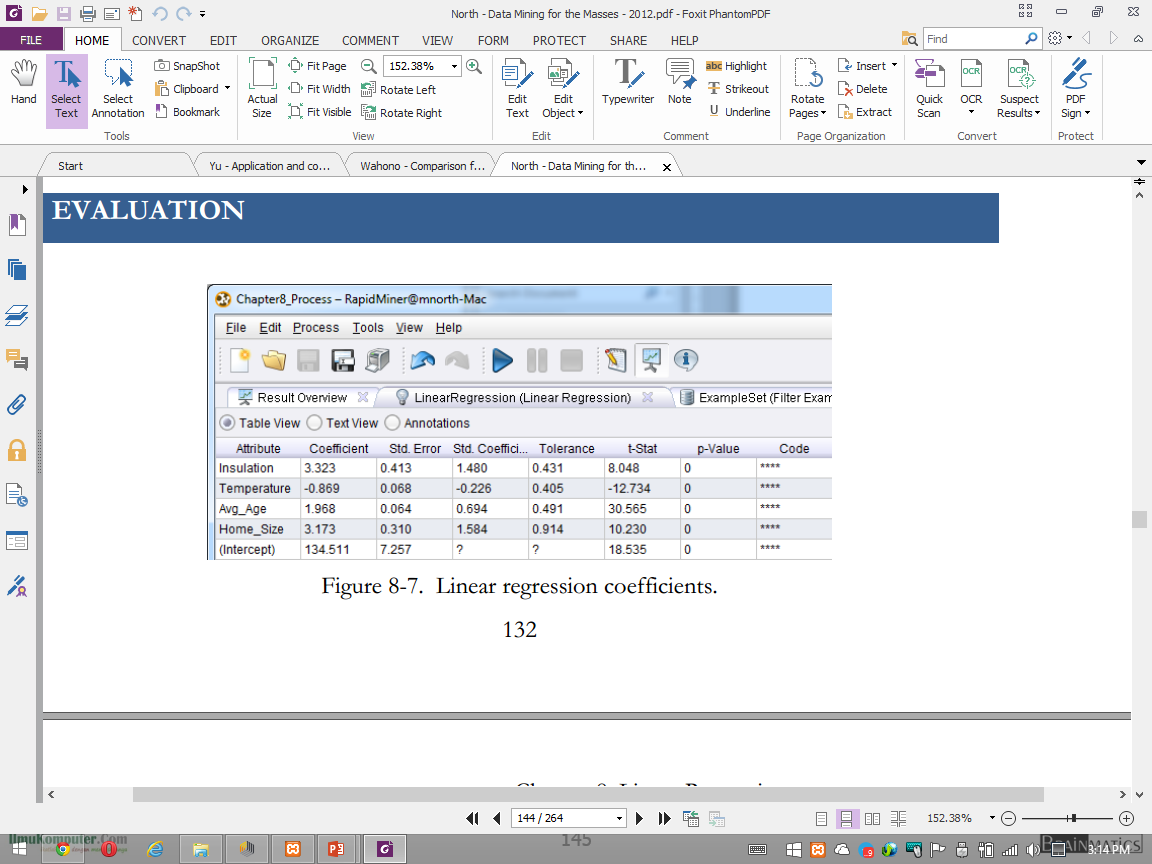 North - Data Mining for the Masses - 2012.pdf - Foxit PhantomPDF
FILE HOME CONVERT EDIT ORGANIZE COMMENT VIEW FORM PROTECT SHARE HELP Find
Hand
Select Text
Select Annotation
SnapShot
Clipboard
Bookmark
Tools
Actual Size
Fit Page
Fit Width
Fit Visible
152.38%
Rotate Left
Rotate Right
View
Edit Text
Edit Object
Edit
Typewriter
Note
abc Highlight
Strikeout
Underline
Comment
Rotate Pages
Insert
Delete
Extract
Page Organization
Quick Scan
OCR
OCR
Suspect Results
Convert
PDF Sign
Protect
Start
Yu - Application and co...
Wahono - Comparison f...
North - Data Mining for th...
EVALUATION
Chapter8_Process – RapidMiner@mnorth-Mac
File Edit Process Tools View Help
Result Overview LinearRegression (Linear Regression) ExampleSet (Filter Exam
Table View Text View Annotations
Attribute Coefficient Std. Error Std. Coeffici... Tolerance t-Stat p-Value Code
Insulation 3.323 0.413 1.480 0.431 8.048 0 ****
Temperature -0.869 0.068 -0.226 0.405 -12.734 0 ****
Avg_Age 1.968 0.064 0.694 0.491 30.565 0 ****
Home_Size 3.173 0.310 1.584 0.914 10.230 0 ****
(Intercept) 134.511 7.257 ? ? 18.535 0 ****
Figure 8-7. Linear regression coefficients.
132
144 / 264
152.38%
IlmuKomputer.Com
145
BRAINMATICS
3:14 PM